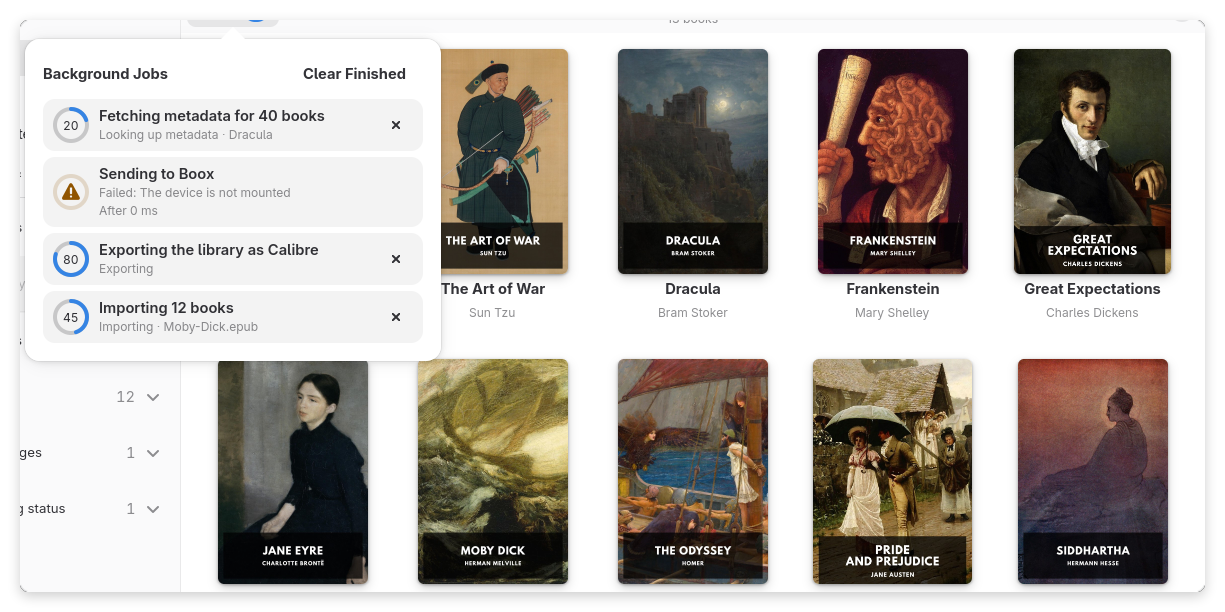 13 books
Background Jobs
Clear Finished
20
Fetching metadata for 40 books
Looking up metadata · Dracula
Sending to Boox
Failed: The device is not mounted
After 0 ms
80
Exporting the library as Calibre
Exporting
45
Importing 12 books
Importing · Moby-Dick.epub
THE ART OF WAR
SUN TZU
The Art of War
Sun Tzu
DRACULA
BRAM STOKER
Dracula
Bram Stoker
FRANKENSTEIN
MARY SHELLEY
Frankenstein
Mary Shelley
GREAT
EXPECTATIONS
CHARLES DICKENS
Great Expectations
Charles Dickens
12
ges
1
g status
1
JANE EYRE
CHARLOTTE BRONTË
MOBY DICK
HERMAN MELVILLE
THE ODYSSEY
HOMER
PRIDE
AND PREJUDICE
JANE AUSTEN
SIDDHARTHA
HERMANN HESSE